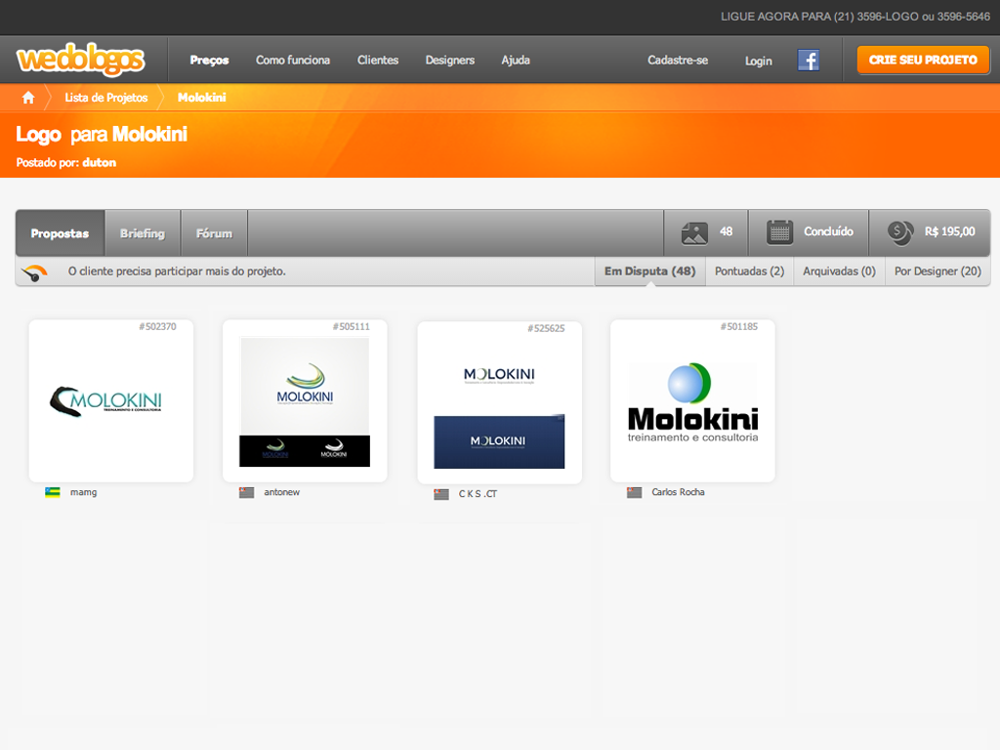 LIGUE AGORA PARA (21) 3596-LOGO ou 3596-5646
wedologos
Preços Como funciona Clientes Designers Ajuda Cadastre-se Login f CRIE SEU PROJETO
Lista de Projetos Molokini
Logo para Molokini
Postado por: duton
Propostas Briefing Fórum 48 Concluído R$ 195,00
O cliente precisa participar mais do projeto. Em Disputa (48) Pontuadas (2) Arquivadas (0) Por Designer (20)
#502370
MOLOKINI
TREINAMENTO E CONSULTORIA
mamg
#505111
MOLOKINI
MOLOKINI MOLOKINI
antonew
#525625
MOLOKINI
MOLOKINI
C K S .CT
#501185
Molokini
treinamento e consultoria
Carlos Rocha